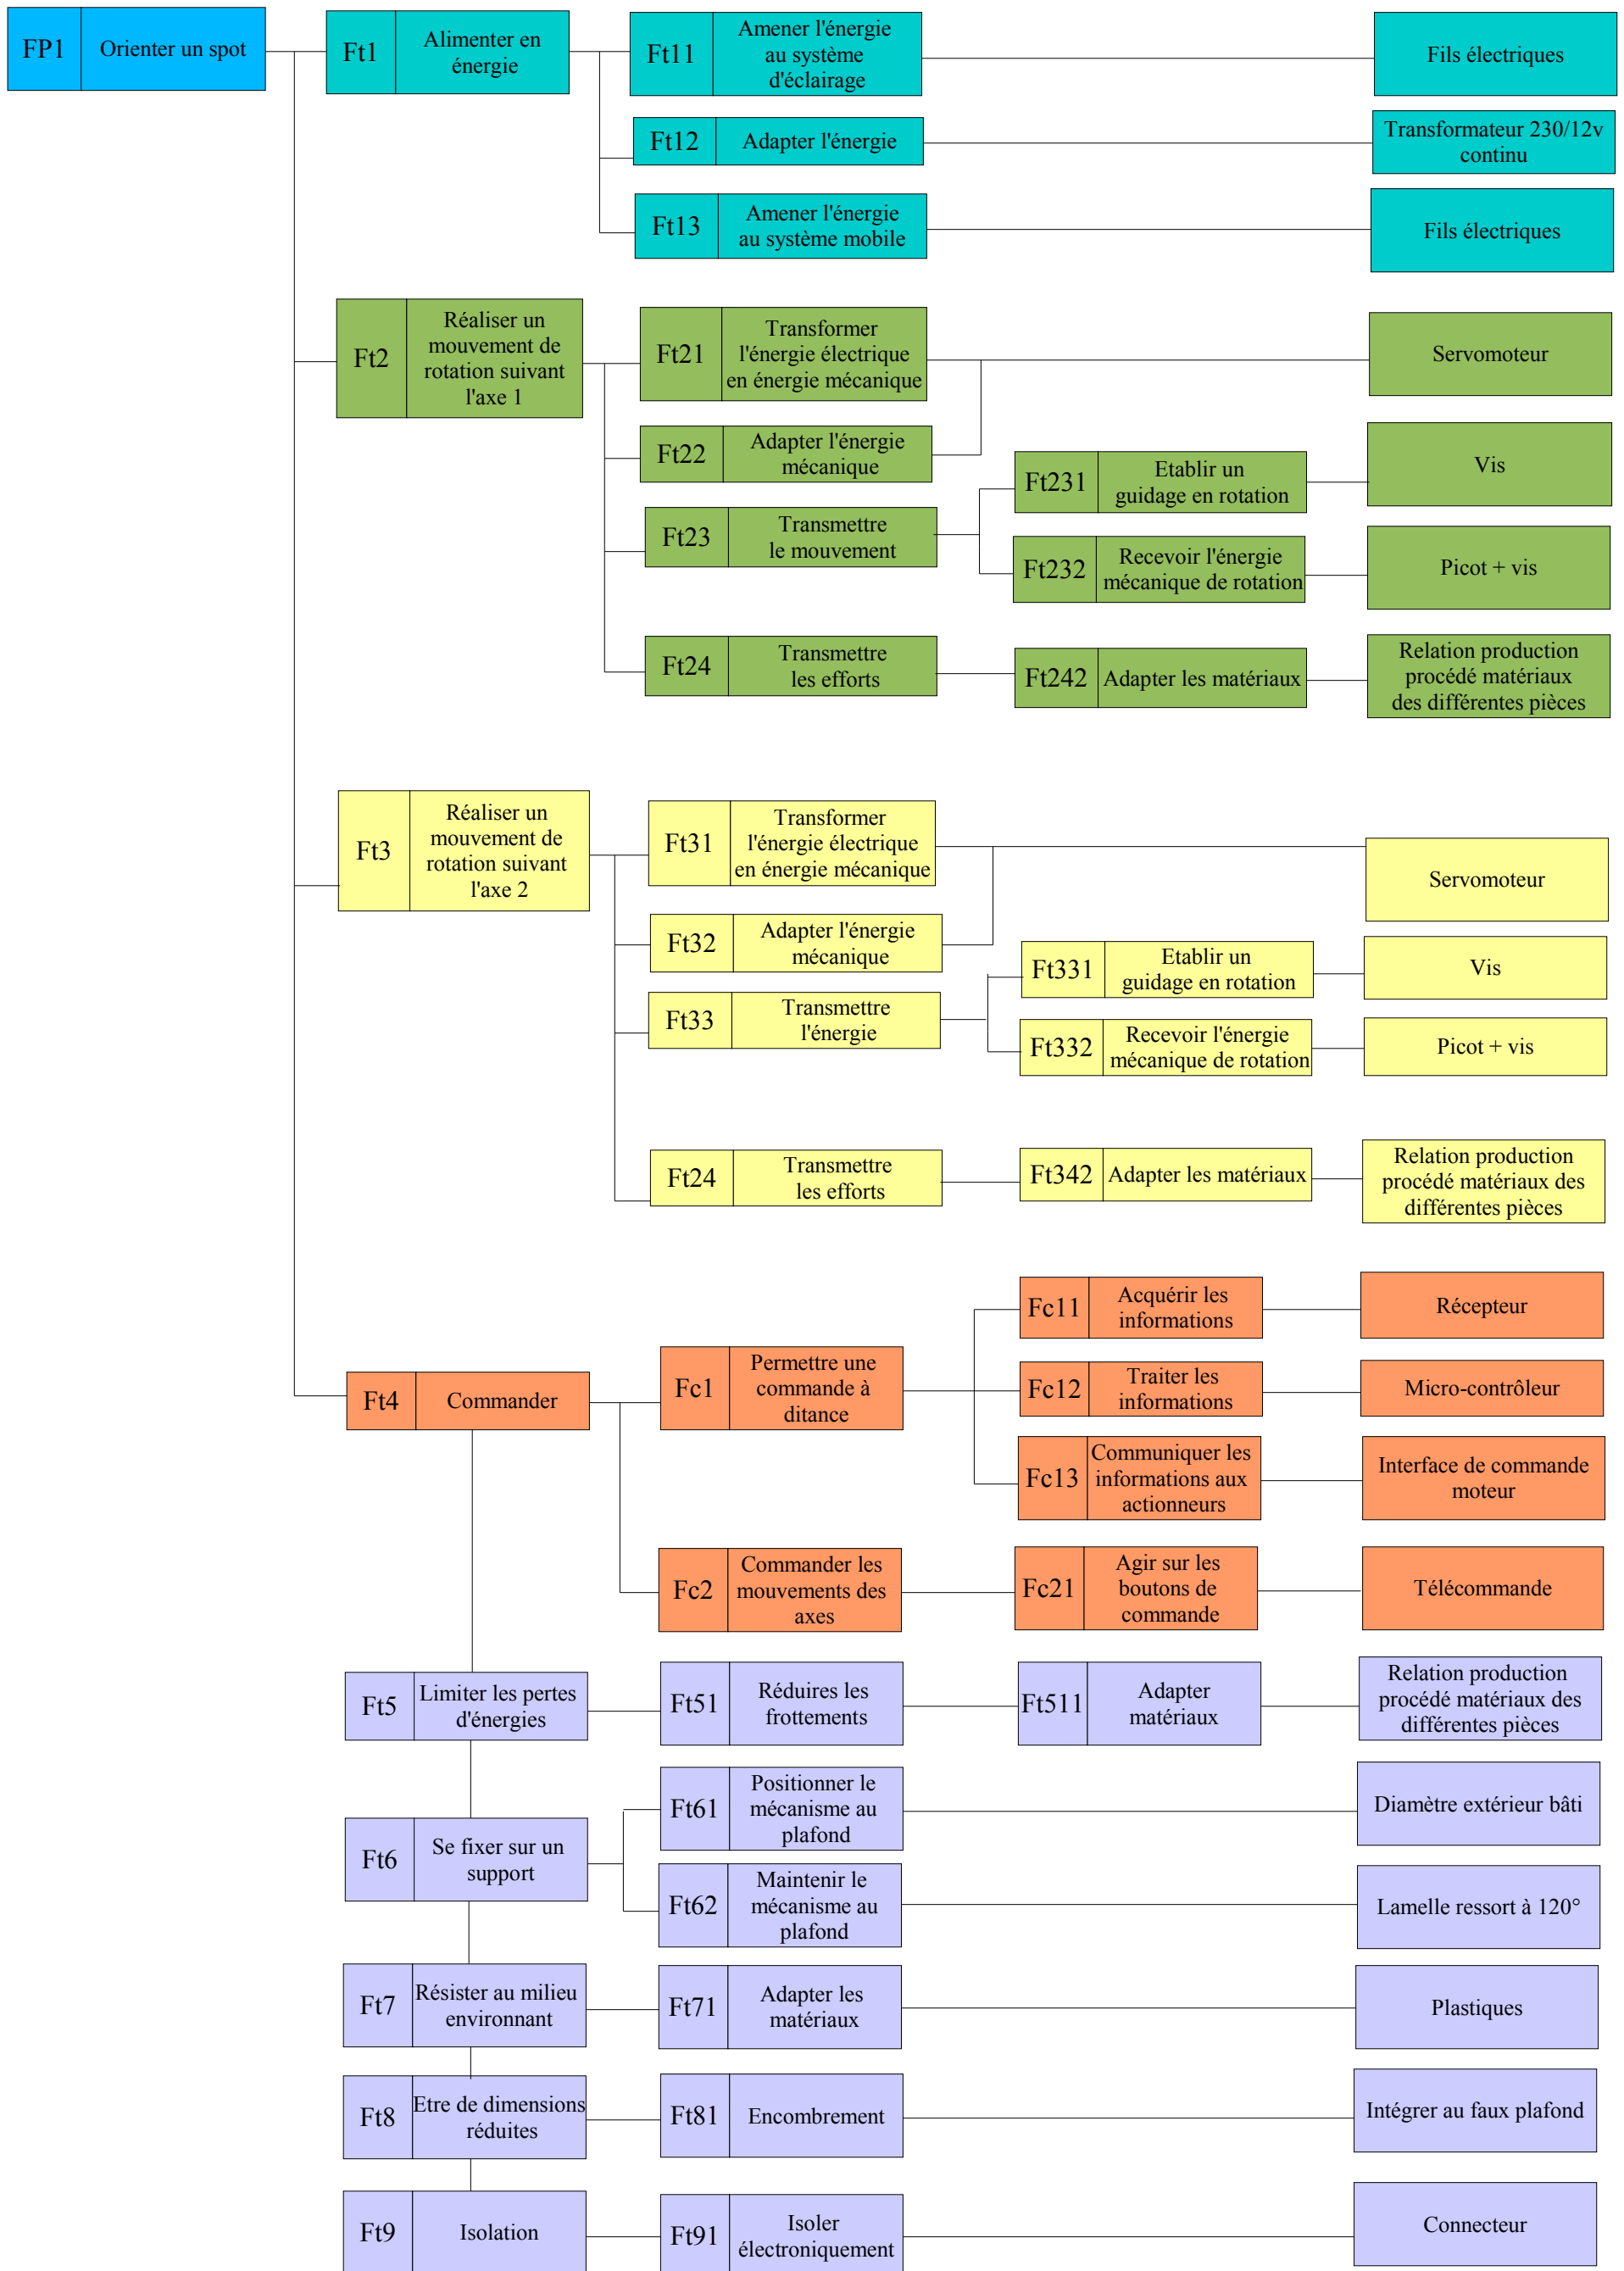 FP1
Orienter un spot
Ft1
Alimenter en
énergie
Ft11
Amener l'énergie
au système
d'éclairage
Fils électriques
Ft12
Adapter l'énergie
Transformateur 230/12v
continu
Ft13
Amener l'énergie
au système mobile
Fils électriques
Ft2
Réaliser un
mouvement de
rotation suivant
l'axe 1
Ft21
Transformer
l'énergie électrique
en énergie mécanique
Servomoteur
Ft22
Adapter l'énergie
mécanique
Ft23
Transmettre
le mouvement
Ft231
Etablir un
guidage en rotation
Vis
Ft232
Recevoir l'énergie
mécanique de rotation
Picot + vis
Ft24
Transmettre
les efforts
Ft242
Adapter les matériaux
Relation production
procédé matériaux
des différentes pièces
Ft3
Réaliser un
mouvement de
rotation suivant
l'axe 2
Ft31
Transformer
l'énergie électrique
en énergie mécanique
Servomoteur
Ft32
Adapter l'énergie
mécanique
Ft33
Transmettre
l'énergie
Ft331
Etablir un
guidage en rotation
Vis
Ft332
Recevoir l'énergie
mécanique de rotation
Picot + vis
Ft24
Transmettre
les efforts
Ft342
Adapter les matériaux
Relation production
procédé matériaux des
différentes pièces
Ft4
Commander
Fc1
Permettre une
commande à
ditance
Fc11
Acquérir les
informations
Récepteur
Fc12
Traiter les
informations
Micro-contrôleur
Fc13
Communiquer les
informations aux
actionneurs
Interface de commande
moteur
Fc2
Commander les
mouvements des
axes
Fc21
Agir sur les
boutons de
commande
Télécommande
Ft5
Limiter les pertes
d'énergies
Ft51
Réduires les
frottements
Ft511
Adapter
matériaux
Relation production
procédé matériaux des
différentes pièces
Ft6
Se fixer sur un
support
Ft61
Positionner le
mécanisme au
plafond
Diamètre extérieur bâti
Ft62
Maintenir le
mécanisme au
plafond
Lamelle ressort à 120°
Ft7
Résister au milieu
environnant
Ft71
Adapter les
matériaux
Plastiques
Ft8
Etre de dimensions
réduites
Ft81
Encombrement
Intégrer au faux plafond
Ft9
Isolation
Ft91
Isoler
électroniquement
Connecteur